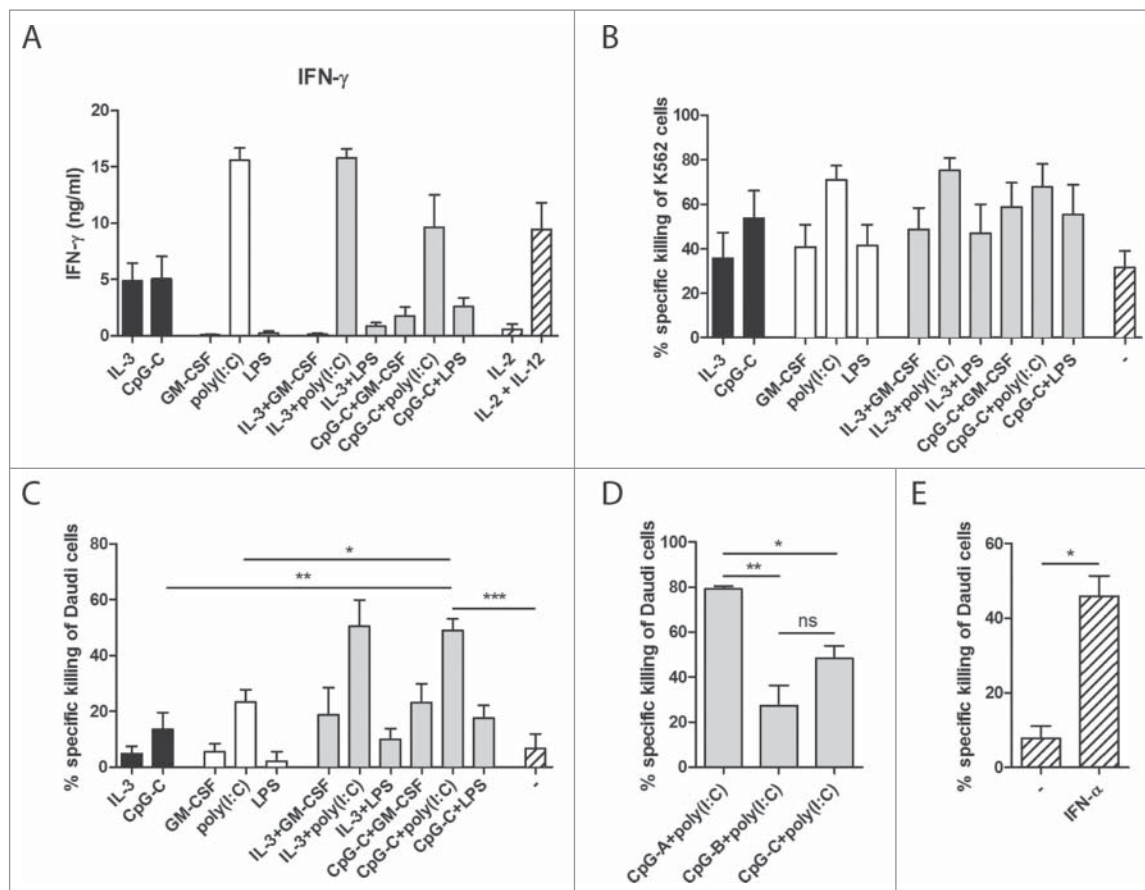 A
IFN-γ
IFN-γ (ng/ml)
20
15
10
5
0
IL-3
CpG-C
GM-CSF
poly(I:C)
LPS
IL-3+GM-CSF
IL-3+poly(I:C)
IL-3+LPS
CpG-C+GM-CSF
CpG-C+poly(I:C)
CpG-C+LPS
IL-2
IL-2 + IL-12
B
% specific killing of K562 cells
100
80
60
40
20
0
IL-3
CpG-C
GM-CSF
poly(I:C)
LPS
IL-3+GM-CSF
IL-3+poly(I:C)
IL-3+LPS
CpG-C+GM-CSF
CpG-C+poly(I:C)
CpG-C+LPS
-
C
% specific killing of Daudi cells
80
60
40
20
0
*
**
***
IL-3
CpG-C
GM-CSF
poly(I:C)
LPS
IL-3+GM-CSF
IL-3+poly(I:C)
IL-3+LPS
CpG-C+GM-CSF
CpG-C+poly(I:C)
CpG-C+LPS
-
D
% specific killing of Daudi cells
100
80
60
40
20
0
*
**
ns
CpG-A+poly(I:C)
CpG-B+poly(I:C)
CpG-C+poly(I:C)
E
% specific killing of Daudi cells
60
40
20
0
*
-
IFN-α